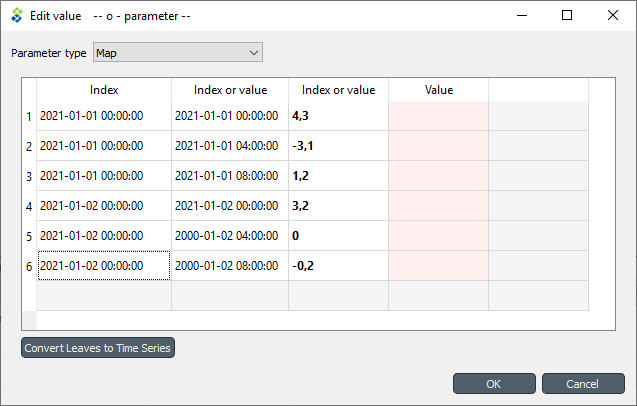 Edit value -- o - parameter --
Parameter type Map
Index Index or value Index or value Value
1 2021-01-01 00:00:00 2021-01-01 00:00:00 4,3
2 2021-01-01 00:00:00 2021-01-01 04:00:00 -3,1
3 2021-01-01 00:00:00 2021-01-01 08:00:00 1,2
4 2021-01-02 00:00:00 2021-01-02 00:00:00 3,2
5 2021-01-02 00:00:00 2000-01-02 04:00:00 0
6 2021-01-02 00:00:00 2000-01-02 08:00:00 -0,2
Convert Leaves to Time Series
OK Cancel